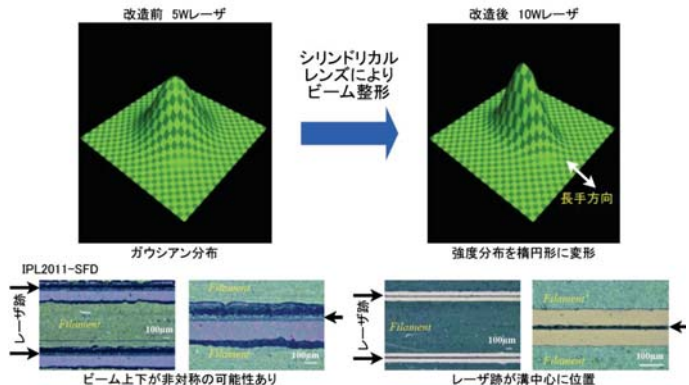 改造前 5Wレーザ
改造後 10Wレーザ
シリンドリカル
レンズにより
ビーム整形
長手方向
ガウシアン分布
強度分布を楕円形に変形
IPL2011-SFD
レーザ跡
Filament
100μm
Filament
Filament
100μm
レーザ跡
Filament
100μm
Filament
Filament
100μm
ビーム上下が非対称の可能性あり
レーザ跡が溝中心に位置